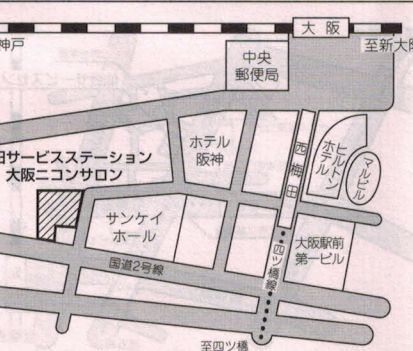 大阪
神戸
至新大阪
中央
郵便局
ホテル
阪神
西梅田
ヒルトン
ホテル
マルビル
田サービスステーション
大阪ニコンサロン
サンケイ
ホール
四ツ橋線
大阪駅前
第一ビル
国道2号線
至四ツ橋